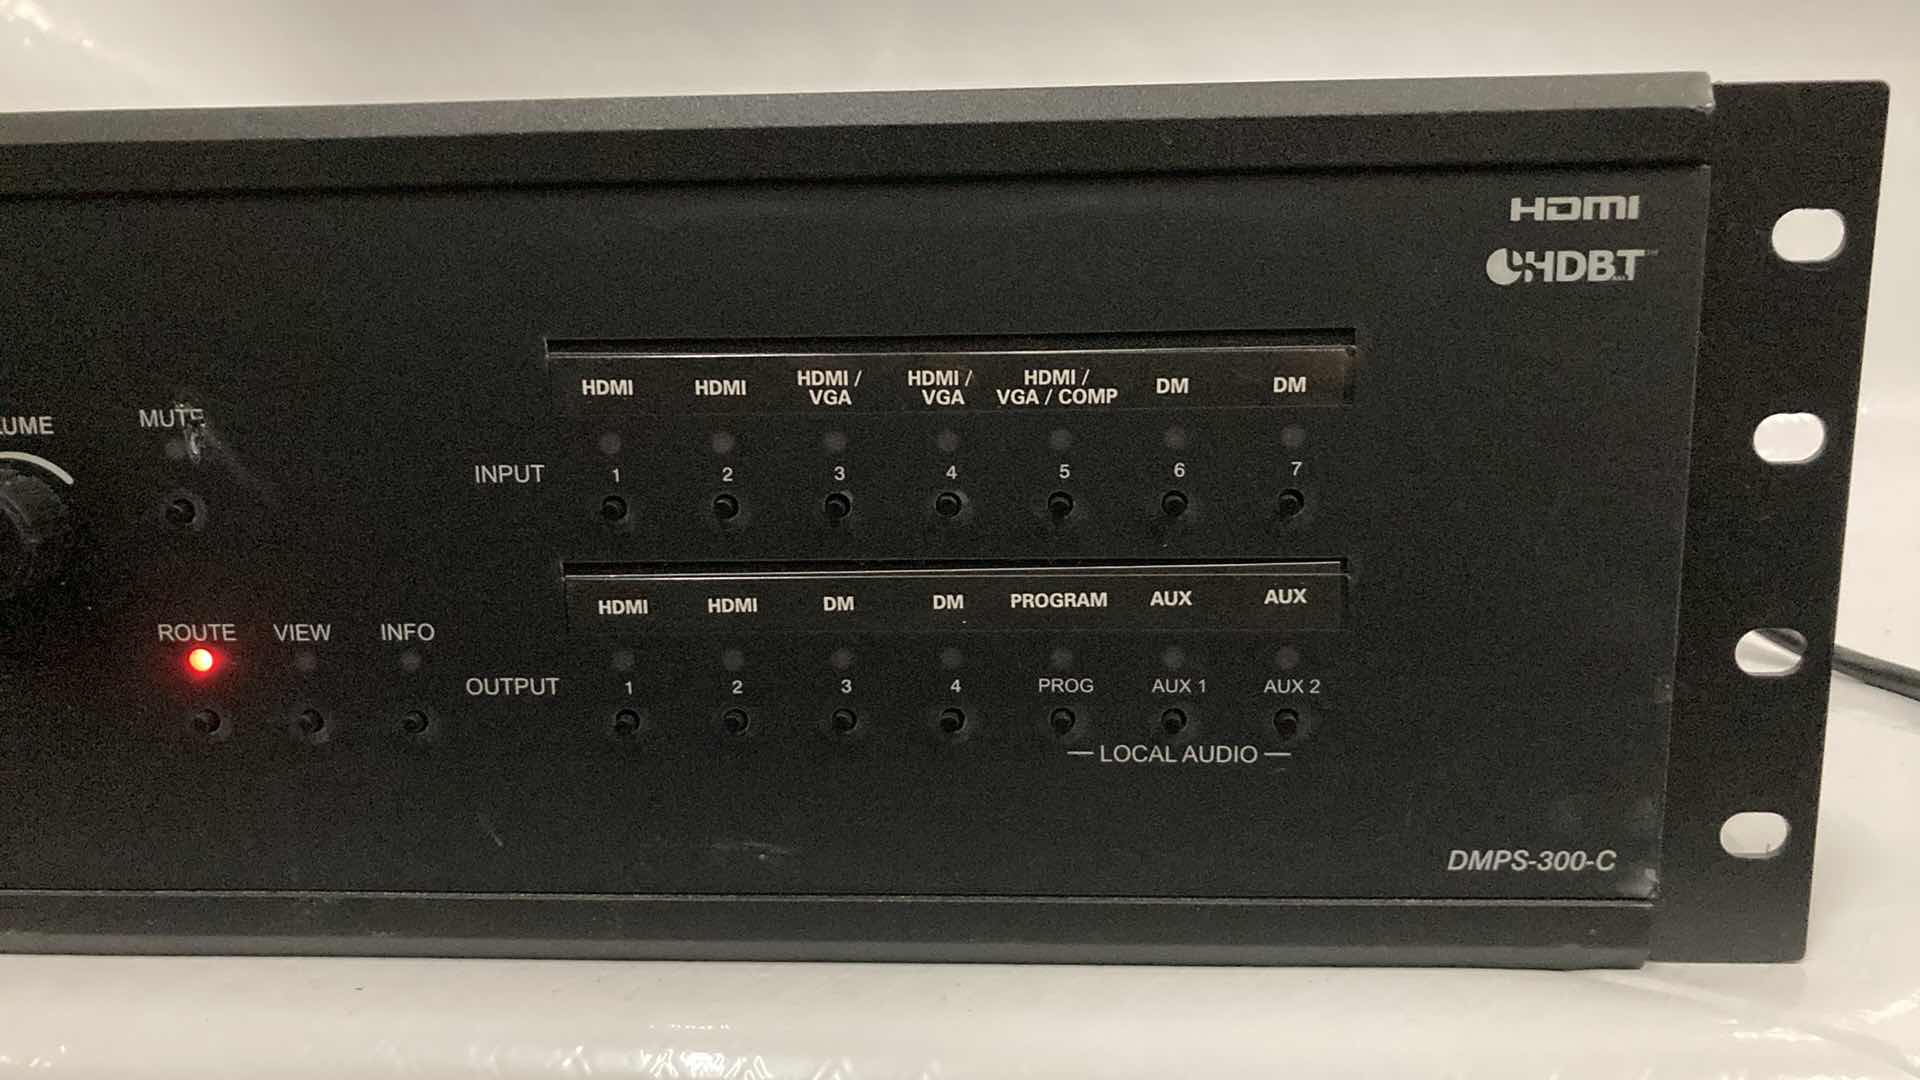 HDMI
HDBT
HDMI HDMI HDMI / VGA HDMI / VGA HDMI / VGA / COMP DM DM
UME MUTE
INPUT 1 2 3 4 5 6 7
HDMI HDMI DM DM PROGRAM AUX AUX
ROUTE VIEW INFO
OUTPUT 1 2 3 4 PROG AUX 1 AUX 2
LOCAL AUDIO
DMPS-300-C